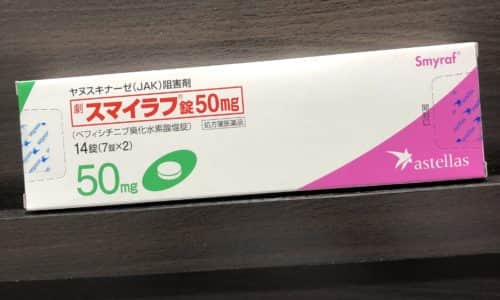 Smyraf®
ヤヌスキナーゼ(JAK)阻害剤
劇 スマイラフ®錠50mg
(ペフィシチニブ臭化水素酸塩錠) 処方箋医薬品
14錠(7錠×2)
50mg
astellas